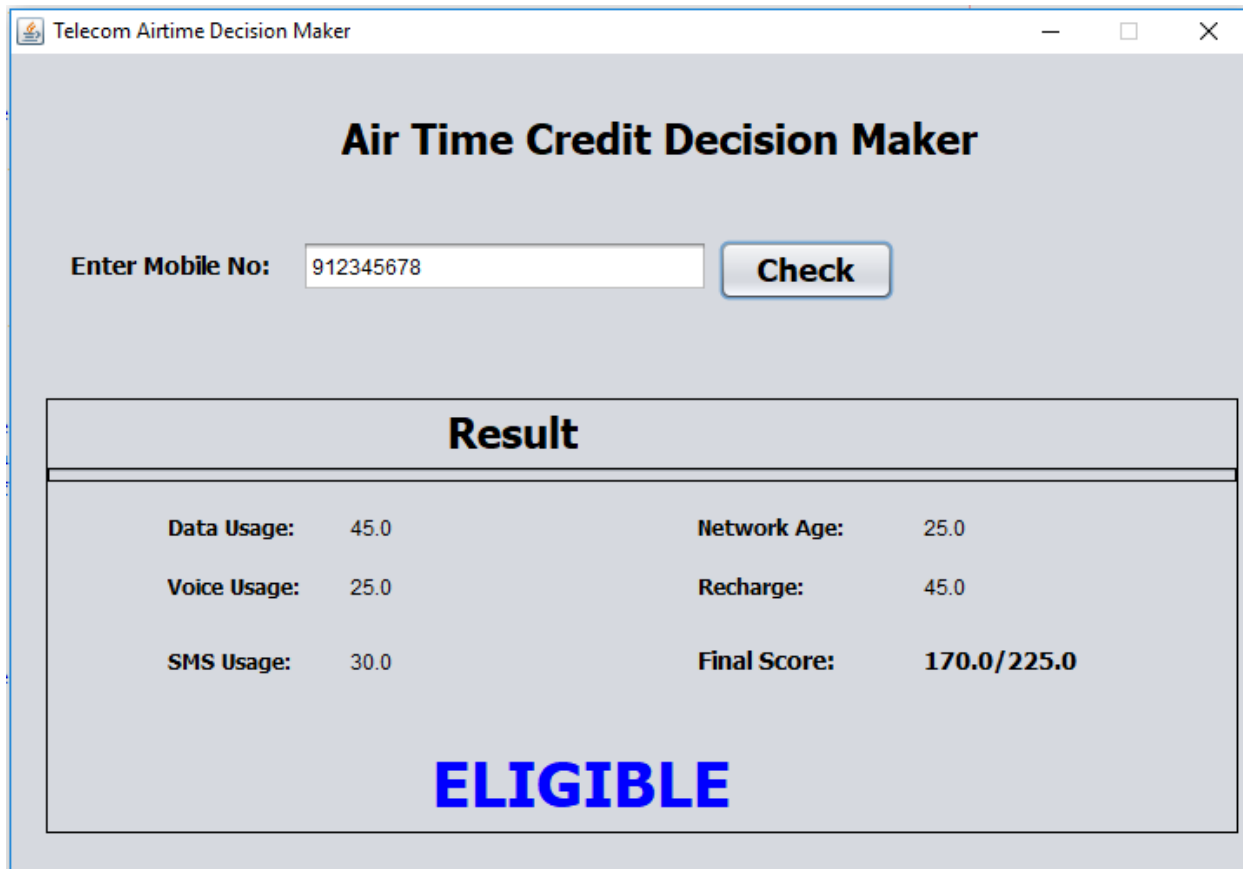 Telecom Airtime Decision Maker
Air Time Credit Decision Maker
Enter Mobile No: 912345678 Check
Result
Data Usage: 45.0 Network Age: 25.0
Voice Usage: 25.0 Recharge: 45.0
SMS Usage: 30.0 Final Score: 170.0/225.0
ELIGIBLE